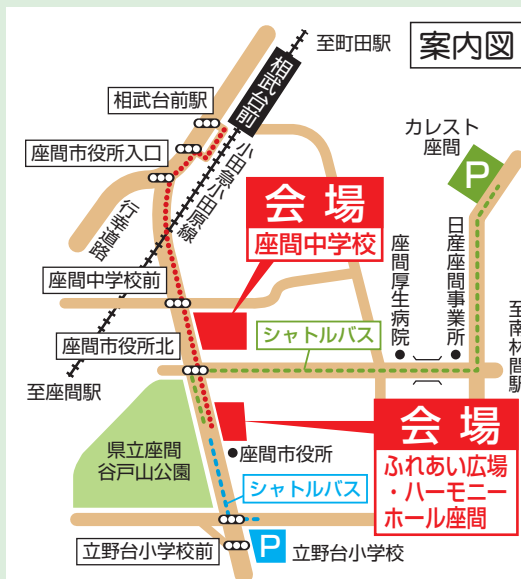 案内図
至町田駅
相武台前
相武台前駅
座間市役所入口
小田急小田原線
行幸道路
カレスト
座間
P
会場
座間中学校
座間中学校前
座間厚生病院
日産座間事業所
至南林間駅
座間市役所北
シャトルバス
至座間駅
会場
ふれあい広場
・ハーモニー
ホール座間
県立座間
谷戸山公園
座間市役所
シャトルバス
立野台小学校前
P
立野台小学校